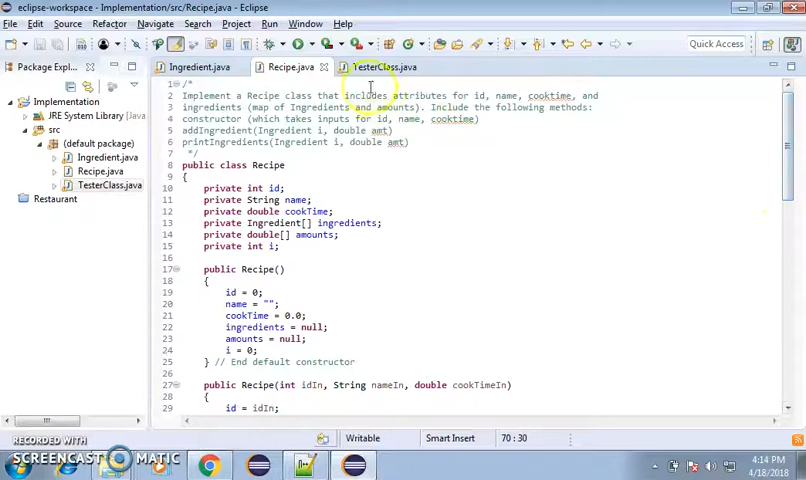 eclipse-workspace - Implementation/src/Recipe.java - Eclipse
File Edit Source Refactor Navigate Search Project Run Window Help
Quick Access
Package Expl...
Ingredient.java
Recipe.java
TesterClass.java
Implementation
JRE System Library [
src
(default package)
Ingredient.java
Recipe.java
TesterClass.java
Restaurant
1 /*
2 Implement a Recipe class that includes attributes for id, name, cooktime, and
3 ingredients (map of Ingredients and amounts). Include the following methods:
4 constructor (which takes inputs for id, name, cooktime)
5 addIngredient(Ingredient i, double amt)
6 printIngredients(Ingredient i, double amt)
7 */
8 public class Recipe
9 {
10 private int id;
11 private String name;
12 private double cookTime;
13 private Ingredient[] ingredients;
14 private double[] amounts;
15 private int i;
16
17 public Recipe()
18 {
19 id = 0;
20 name = "";
21 cookTime = 0.0;
22 ingredients = null;
23 amounts = null;
24 i = 0;
25 } // End default constructor
26
27 public Recipe(int idIn, String nameIn, double cookTimeIn)
28 {
29 id = idIn;
Writable
Smart Insert
70 : 30
RECORDED WITH
SCREENCAST MATIC
4:14 PM
4/18/2018